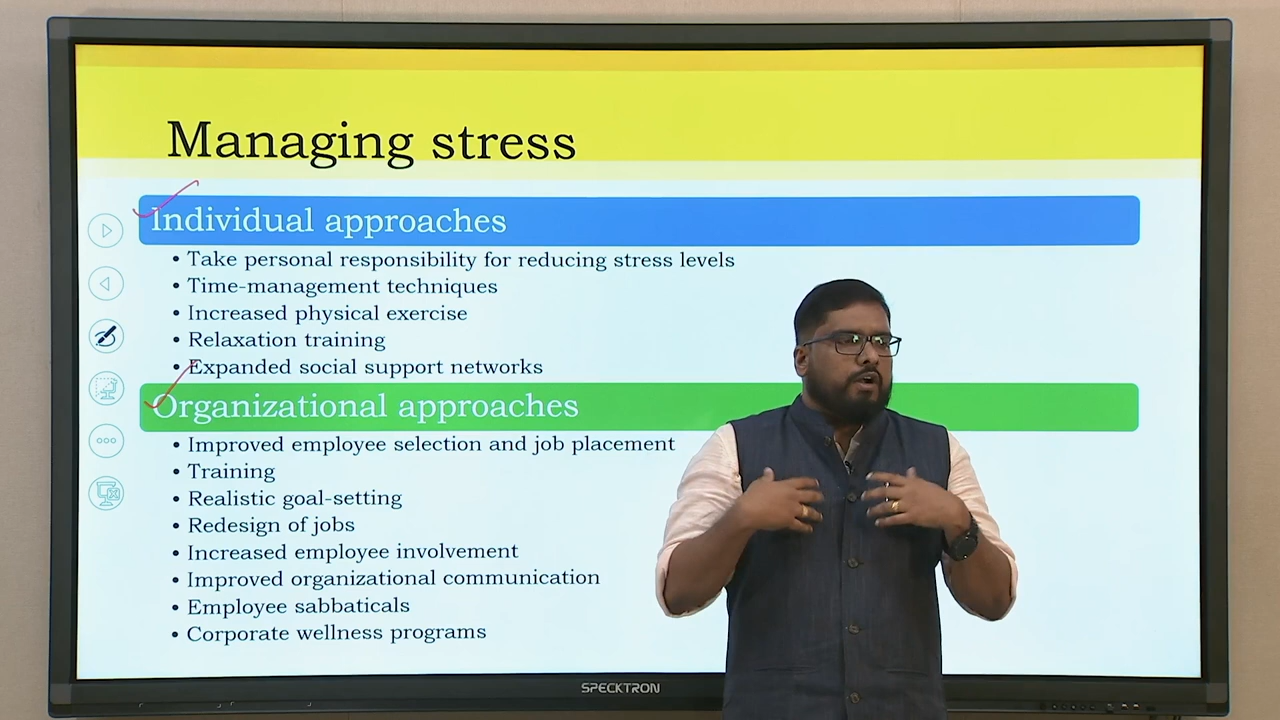 Managing stress
Individual approaches
• Take personal responsibility for reducing stress levels
• Time-management techniques
• Increased physical exercise
• Relaxation training
• Expanded social support networks
Organizational approaches
• Improved employee selection and job placement
• Training
• Realistic goal-setting
• Redesign of jobs
• Increased employee involvement
• Improved organizational communication
• Employee sabbaticals
• Corporate wellness programs
SPECKTRON